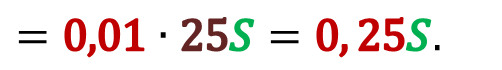 = 0,01 · 25S = 0, 25S.